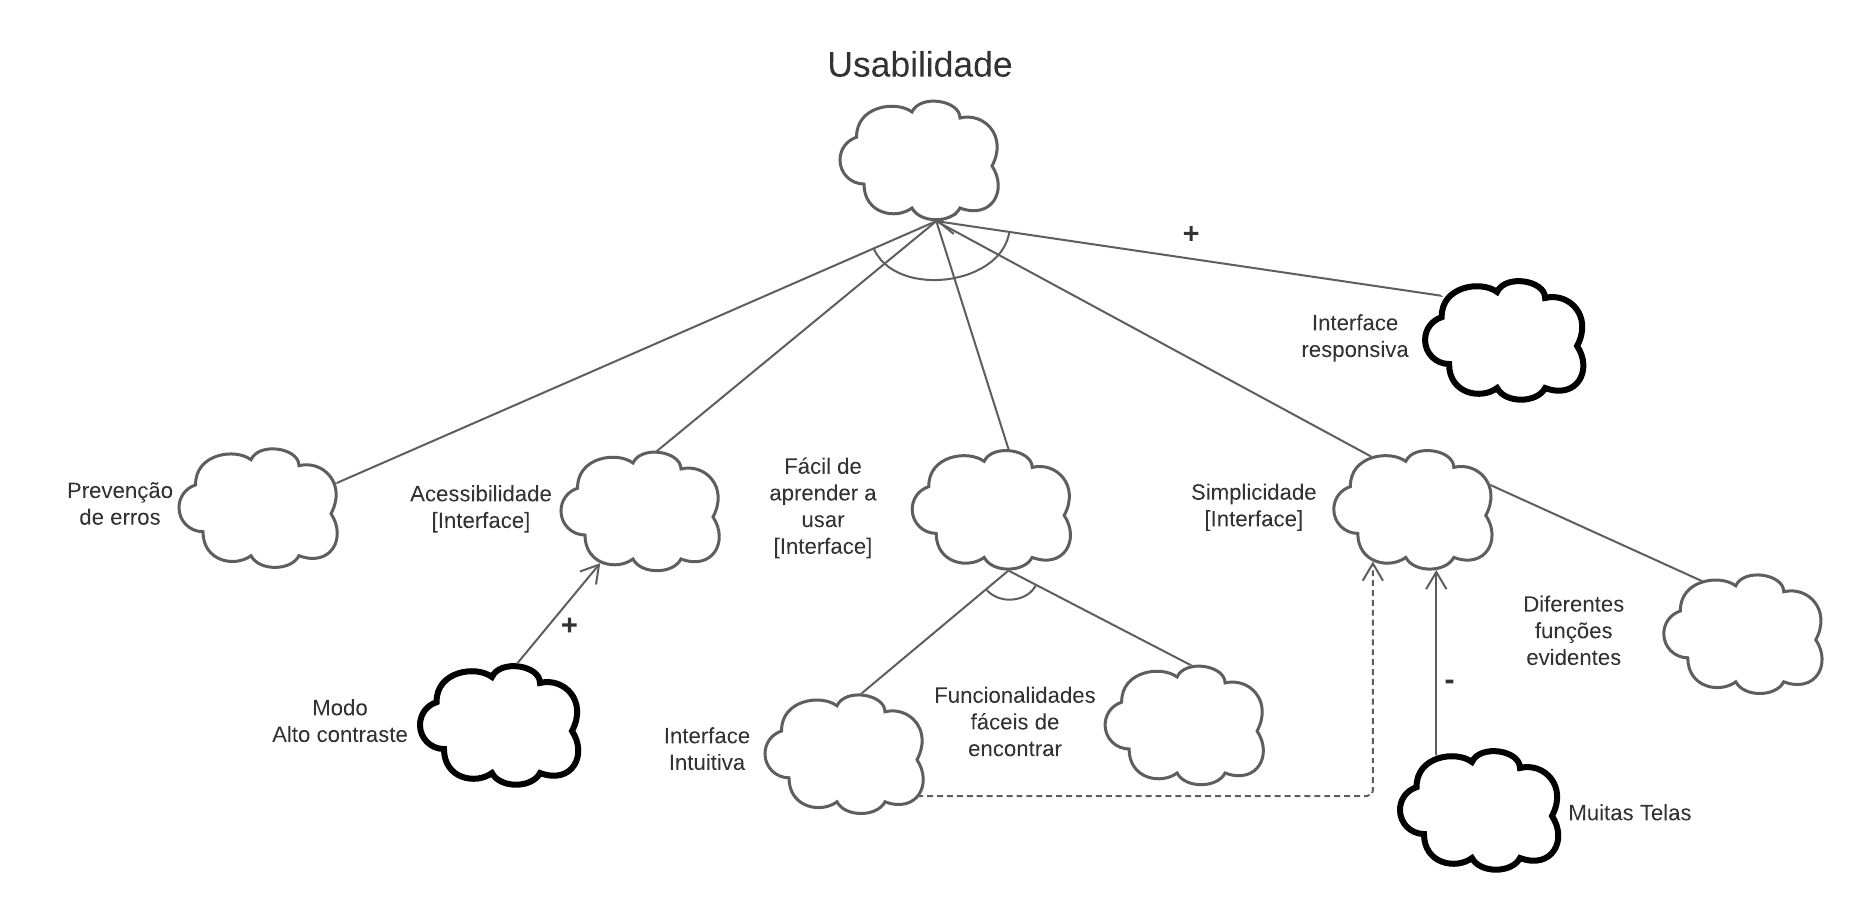 Usabilidade
+
Interface
responsiva
Prevenção
de erros
Acessibilidade
[Interface]
Fácil de
aprender a
usar
[Interface]
Simplicidade
[Interface]
+
Diferentes
funções
evidentes
-
Modo
Alto contraste
Interface
Intuitiva
Funcionalidades
fáceis de
encontrar
Muitas Telas